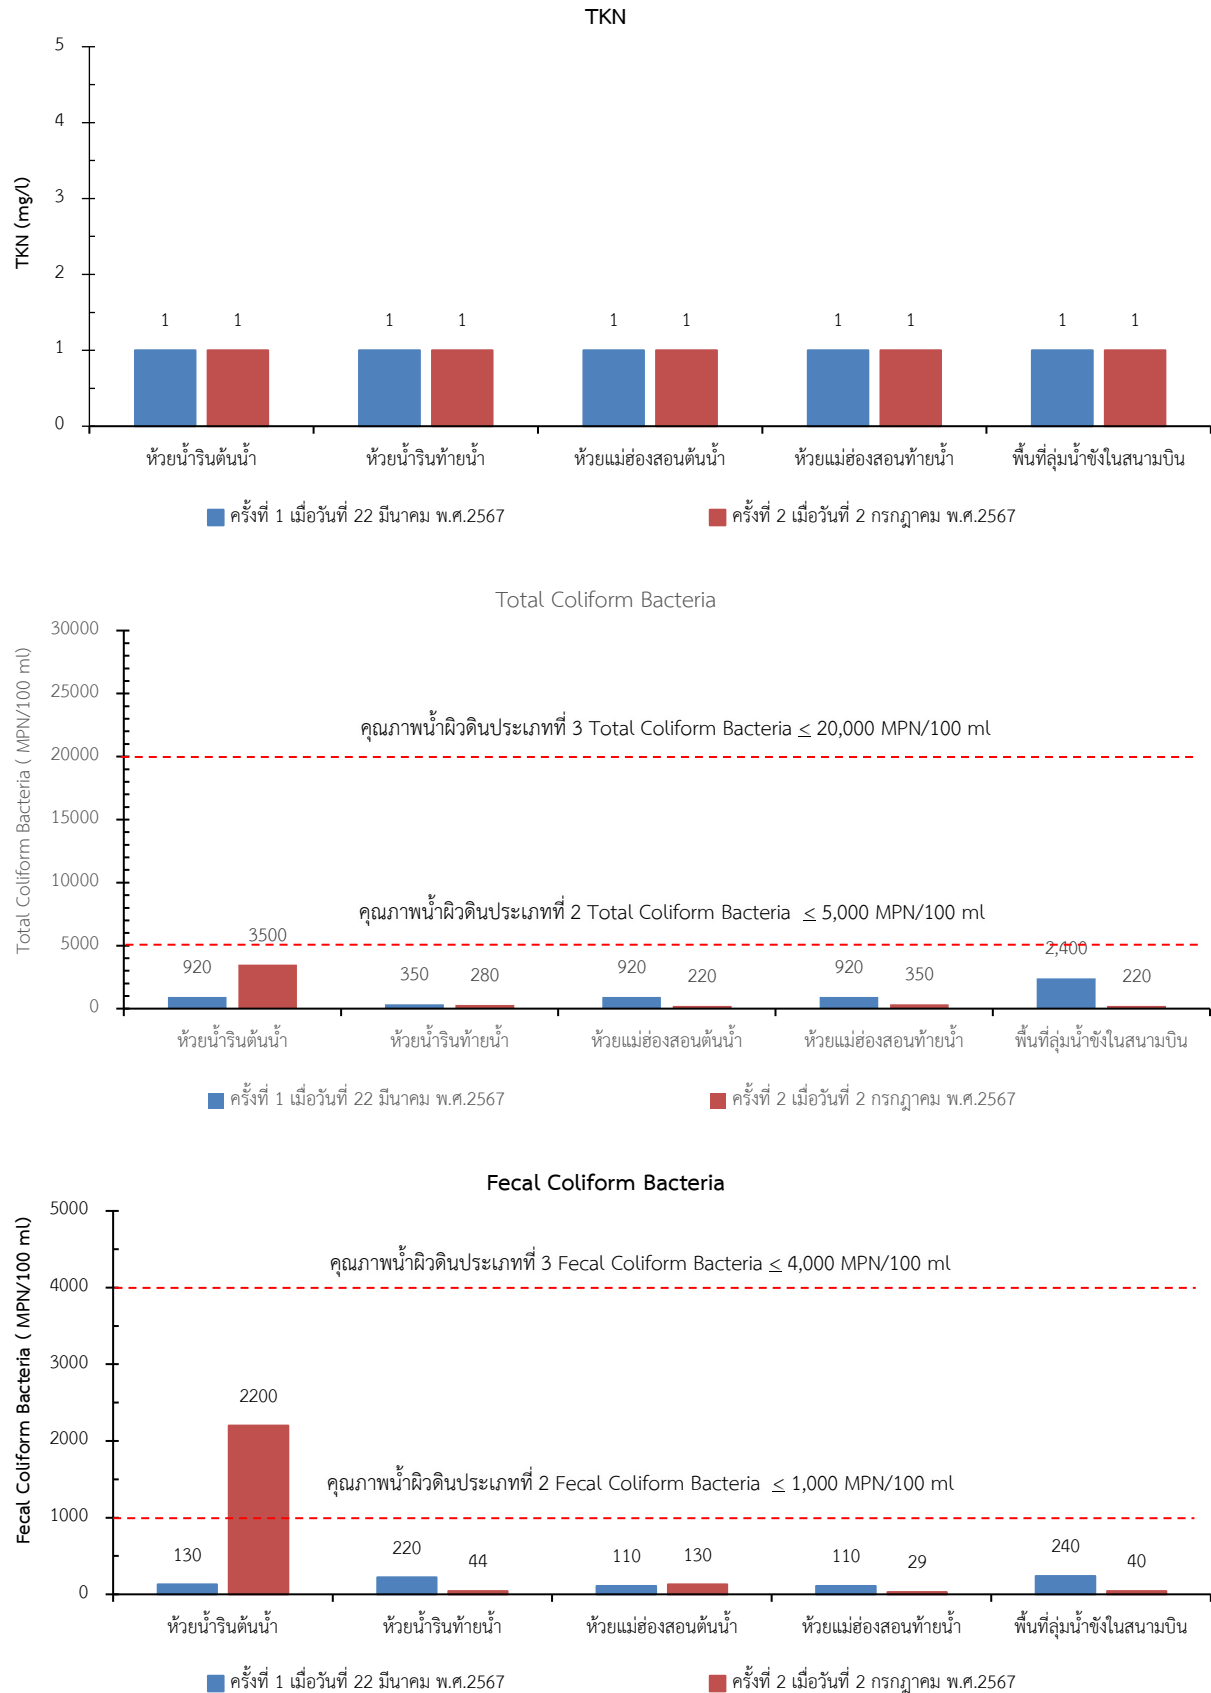 TKN
TKN (mg/l)
5
4
3
2
1
0
1 1 1 1 1 1 1 1 1 1
ห้วยน้ำรินต้นน้ำ ห้วยน้ำรินท้ายน้ำ ห้วยแม่ฮ่องสอนต้นน้ำ ห้วยแม่ฮ่องสอนท้ายน้ำ พื้นที่ลุ่มน้ำขังในสนามบิน
ครั้งที่ 1 เมื่อวันที่ 22 มีนาคม พ.ศ.2567 ครั้งที่ 2 เมื่อวันที่ 2 กรกฎาคม พ.ศ.2567
Total Coliform Bacteria
Total Coliform Bacteria ( MPN/100 ml)
30000
25000
20000
15000
10000
5000
0
คุณภาพน้ำผิวดินประเภทที่ 3 Total Coliform Bacteria ≤ 20,000 MPN/100 ml
คุณภาพน้ำผิวดินประเภทที่ 2 Total Coliform Bacteria ≤ 5,000 MPN/100 ml
920 3500 350 280 920 220 920 350 2,400 220
ห้วยน้ำรินต้นน้ำ ห้วยน้ำรินท้ายน้ำ ห้วยแม่ฮ่องสอนต้นน้ำ ห้วยแม่ฮ่องสอนท้ายน้ำ พื้นที่ลุ่มน้ำขังในสนามบิน
ครั้งที่ 1 เมื่อวันที่ 22 มีนาคม พ.ศ.2567 ครั้งที่ 2 เมื่อวันที่ 2 กรกฎาคม พ.ศ.2567
Fecal Coliform Bacteria
Fecal Coliform Bacteria ( MPN/100 ml)
5000
4000
3000
2000
1000
0
คุณภาพน้ำผิวดินประเภทที่ 3 Fecal Coliform Bacteria ≤ 4,000 MPN/100 ml
คุณภาพน้ำผิวดินประเภทที่ 2 Fecal Coliform Bacteria ≤ 1,000 MPN/100 ml
130 2200 220 44 110 130 110 29 240 40
ห้วยน้ำรินต้นน้ำ ห้วยน้ำรินท้ายน้ำ ห้วยแม่ฮ่องสอนต้นน้ำ ห้วยแม่ฮ่องสอนท้ายน้ำ พื้นที่ลุ่มน้ำขังในสนามบิน
ครั้งที่ 1 เมื่อวันที่ 22 มีนาคม พ.ศ.2567 ครั้งที่ 2 เมื่อวันที่ 2 กรกฎาคม พ.ศ.2567